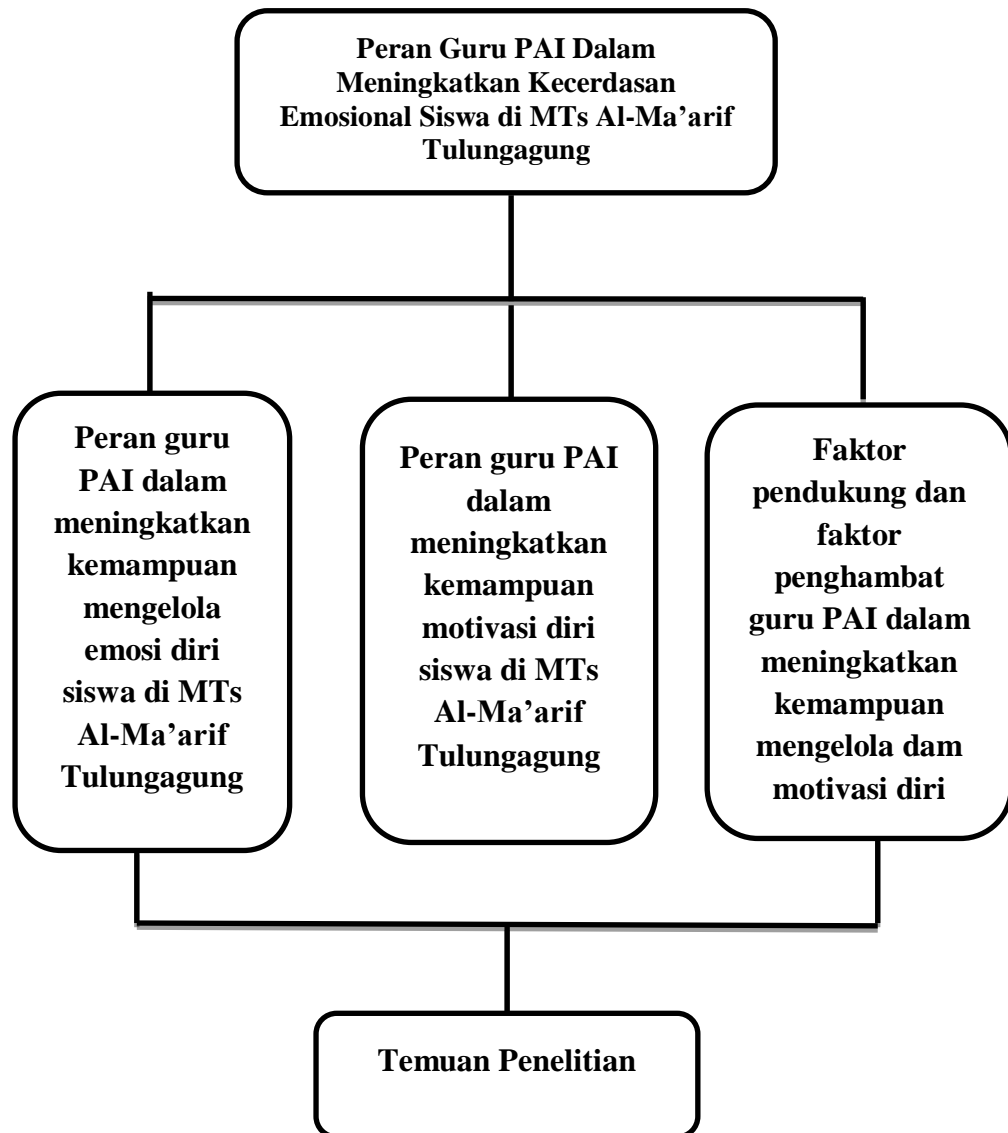 Peran Guru PAI Dalam
Meningkatkan Kecerdasan
Emosional Siswa di MTs Al-Ma’arif
Tulungagung
Peran guru
PAI dalam
meningkatkan
kemampuan
mengelola
emosi diri
siswa di MTs
Al-Ma’arif
Tulungagung
Peran guru PAI
dalam
meningkatkan
kemampuan
motivasi diri
siswa di MTs
Al-Ma’arif
Tulungagung
Faktor
pendukung dan
faktor
penghambat
guru PAI dalam
meningkatkan
kemampuan
mengelola dam
motivasi diri
Temuan Penelitian